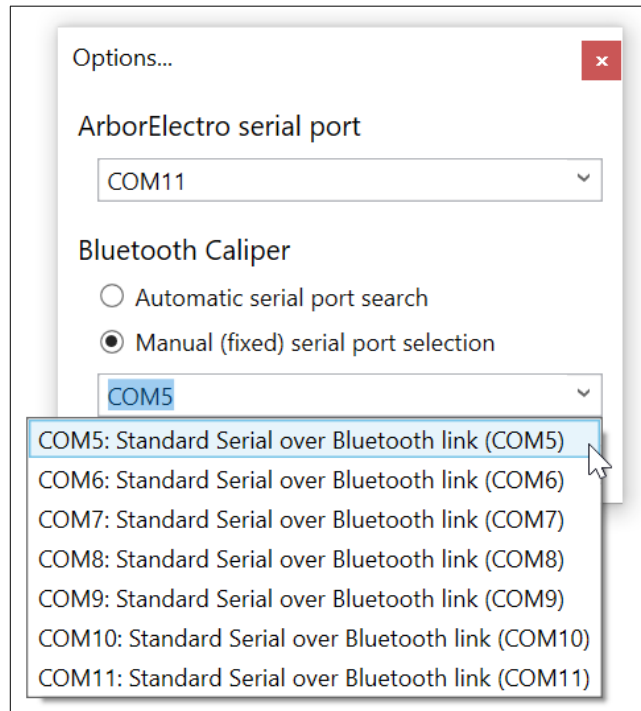 Options...
ArborElectro serial port
COM11
Bluetooth Caliper
Automatic serial port search
Manual (fixed) serial port selection
COM5
COM5: Standard Serial over Bluetooth link (COM5)
COM6: Standard Serial over Bluetooth link (COM6)
COM7: Standard Serial over Bluetooth link (COM7)
COM8: Standard Serial over Bluetooth link (COM8)
COM9: Standard Serial over Bluetooth link (COM9)
COM10: Standard Serial over Bluetooth link (COM10)
COM11: Standard Serial over Bluetooth link (COM11)